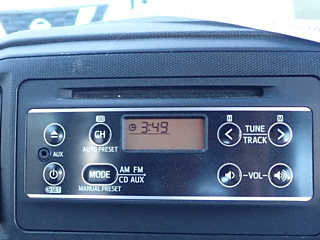 CH
3:49
TUNE
TRACK
AUX
AUTO PRESET
MODE
AM FM
CD AUX
-VOL-
MANUAL PRESET